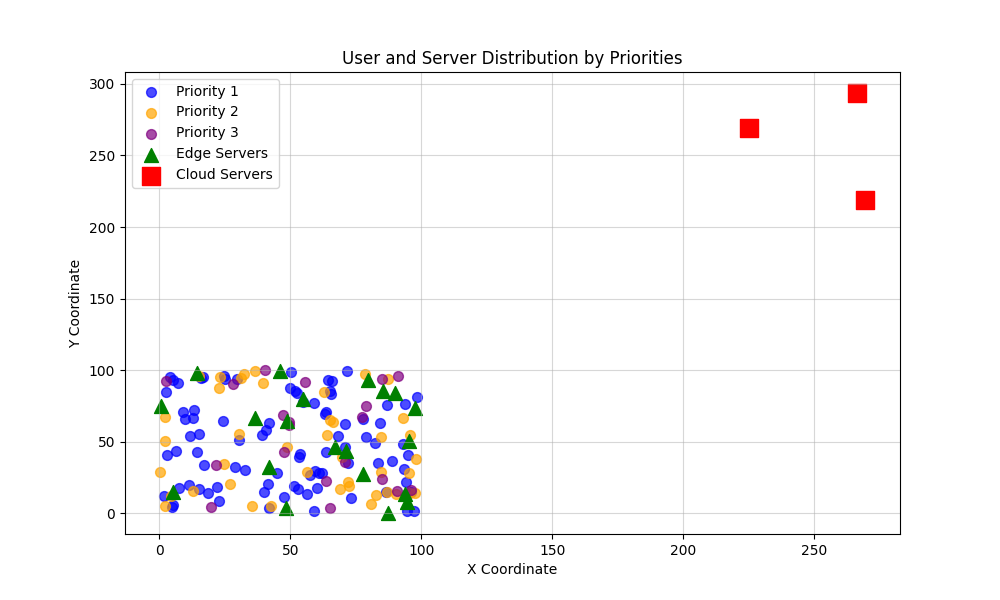 User and Server Distribution by Priorities
Priority 1
Priority 2
Priority 3
Edge Servers
Cloud Servers
300
250
200
150
100
50
0
Y Coordinate
0
50
100
150
200
250
X Coordinate